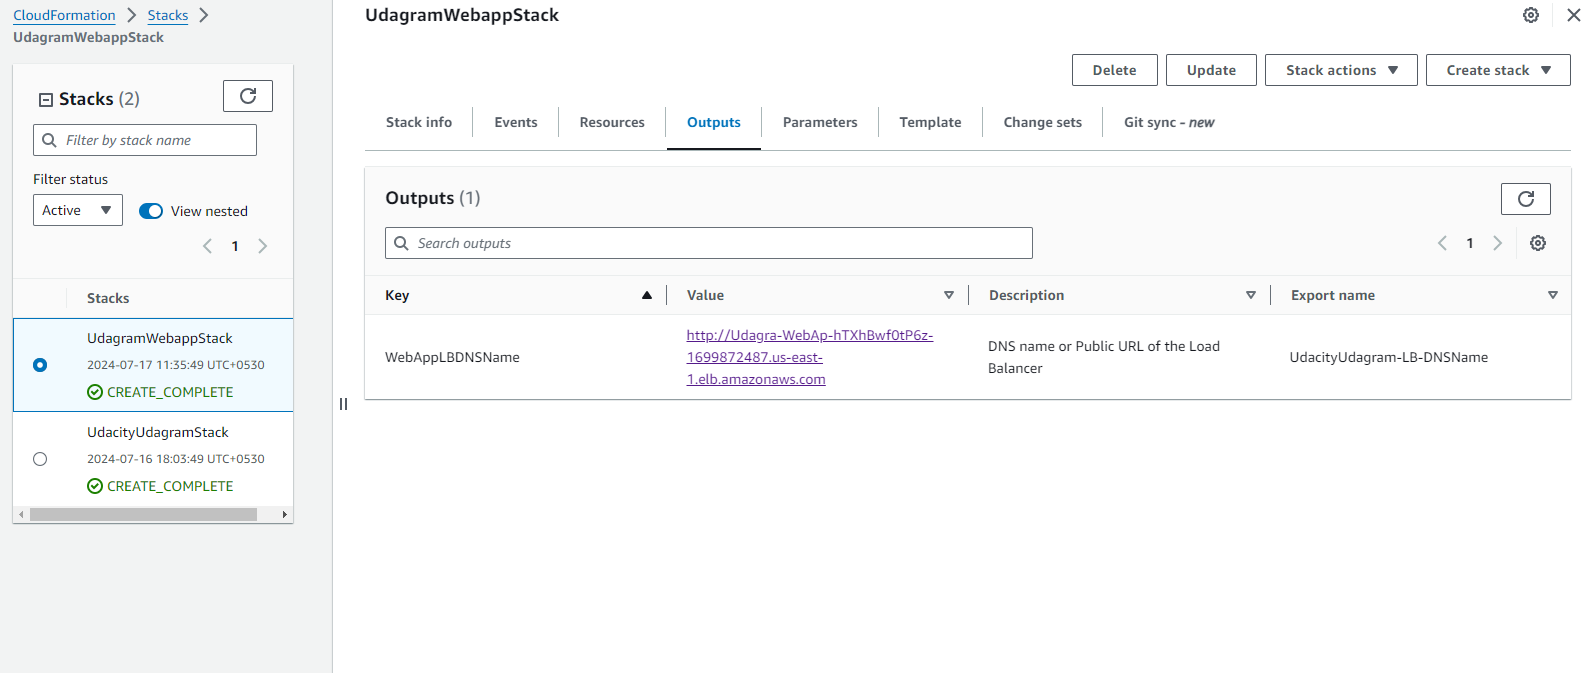 CloudFormation
Stacks
UdagramWebappStack
Stacks (2)
Filter by stack name
Filter status
Active
View nested
1
Stacks
UdagramWebappStack
2024-07-17 11:35:49 UTC+0530
CREATE_COMPLETE
UdacityUdagramStack
2024-07-16 18:03:49 UTC+0530
CREATE_COMPLETE
UdagramWebappStack
Delete
Update
Stack actions
Create stack
Stack info
Events
Resources
Outputs
Parameters
Template
Change sets
Git sync - new
Outputs (1)
Search outputs
1
Key
Value
Description
Export name
WebAppLBDNSName
http://Udagra-WebAp-hTXhBwf0tP6z-
1699872487.us-east-
1.elb.amazonaws.com
DNS name or Public URL of the Load
Balancer
UdacityUdagram-LB-DNSName